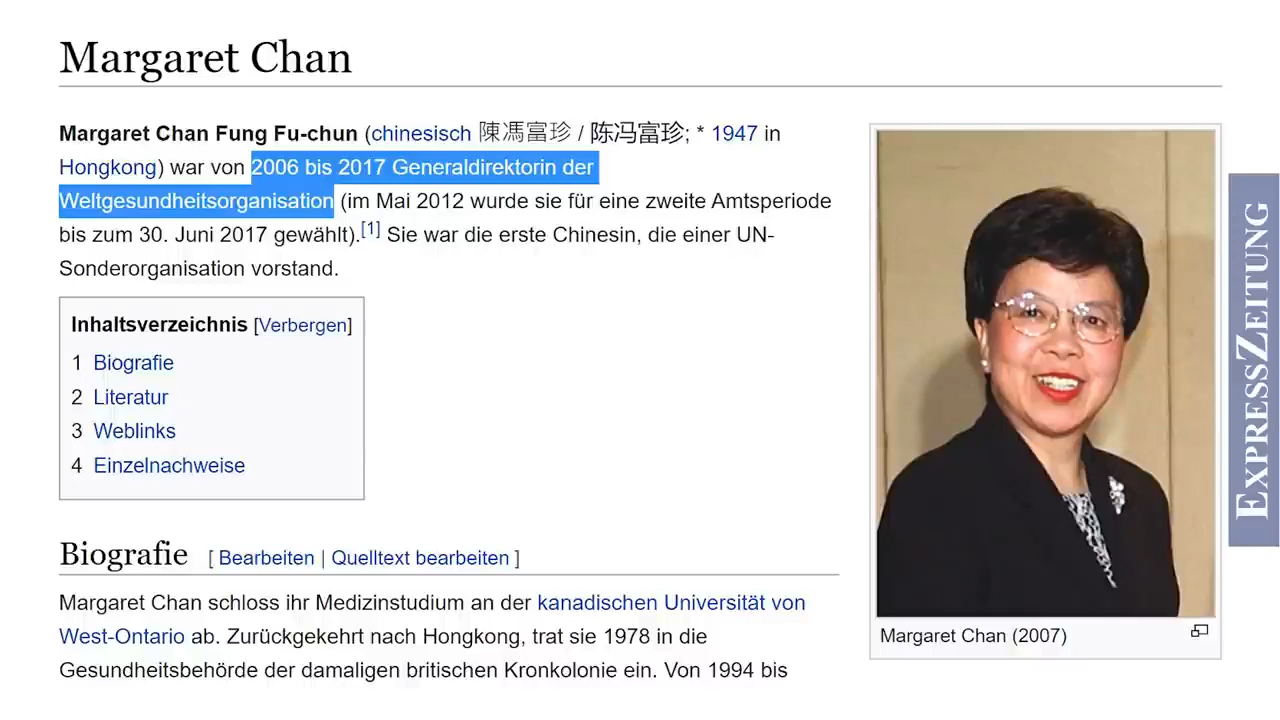 Margaret Chan
Margaret Chan Fung Fu-chun (chinesisch 陳馮富珍 / 陈冯富珍; * 1947 in
Hongkong) war von 2006 bis 2017 Generaldirektorin der
Weltgesundheitsorganisation (im Mai 2012 wurde sie für eine zweite Amtsperiode
bis zum 30. Juni 2017 gewählt).[1] Sie war die erste Chinesin, die einer UN-
Sonderorganisation vorstand.
Inhaltsverzeichnis [Verbergen]
1 Biografie
2 Literatur
3 Weblinks
4 Einzelnachweise
Biografie [ Bearbeiten | Quelltext bearbeiten ]
Margaret Chan schloss ihr Medizinstudium an der kanadischen Universität von
West-Ontario ab. Zurückgekehrt nach Hongkong, trat sie 1978 in die
Gesundheitsbehörde der damaligen britischen Kronkolonie ein. Von 1994 bis
Margaret Chan (2007)
EXPRESSZEITUNG